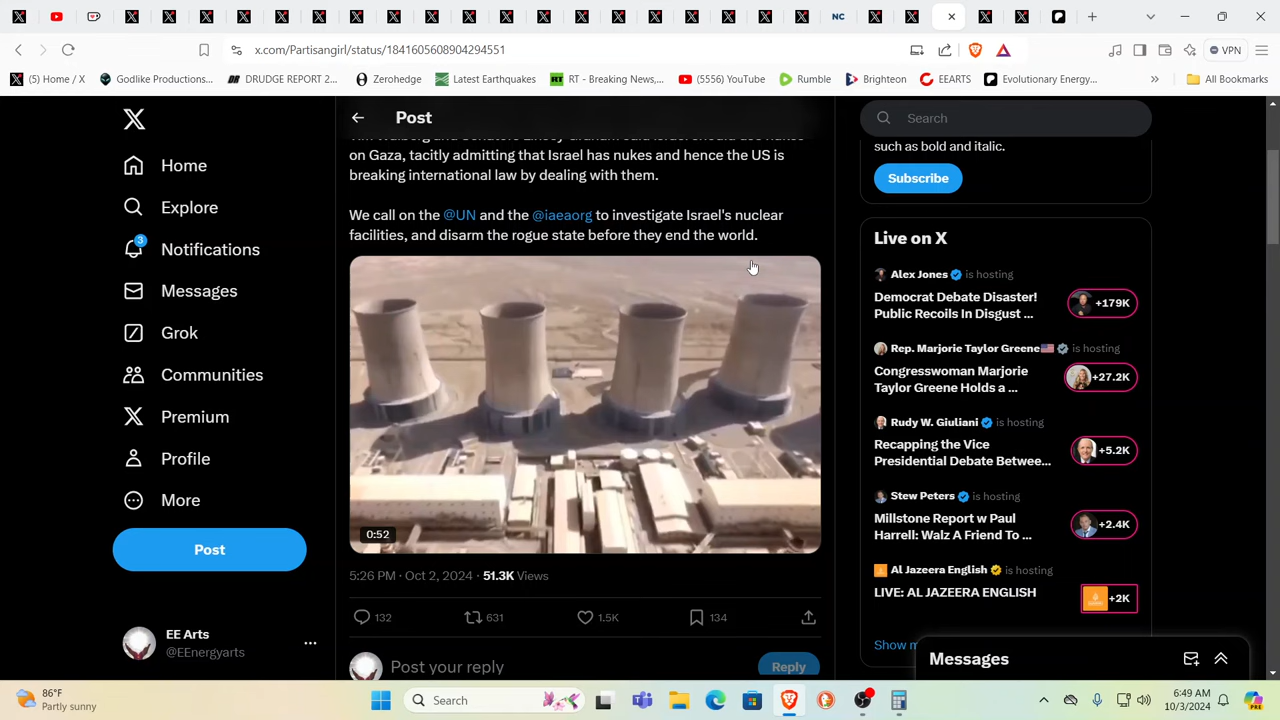 NC
x.com/Partisangirl/status/1841605608904294551
VPN
(5) Home / X
Godlike Productions...
DRUDGE REPORT 2...
Zerohedge
Latest Earthquakes
RT - Breaking News,...
(5556) YouTube
Rumble
Brighteon
EEARTS
Evolutionary Energy...
»
All Bookmarks
Home
Explore
3
Notifications
Messages
Grok
Communities
Premium
Profile
More
Post
EE Arts
@EEnergyarts
Post
on Gaza, tacitly admitting that Israel has nukes and hence the US is
breaking international law by dealing with them.
We call on the @UN and the @iaeaorg to investigate Israel's nuclear
facilities, and disarm the rogue state before they end the world.
0:52
5:26 PM · Oct 2, 2024 · 51.3K Views
132
631
1.5K
134
Post your reply
Reply
Search
such as bold and italic.
Subscribe
Live on X
Alex Jones is hosting
Democrat Debate Disaster!
Public Recoils In Disgust ...
+179K
Rep. Marjorie Taylor Greene is hosting
Congresswoman Marjorie
Taylor Greene Holds a ...
+27.2K
Rudy W. Giuliani is hosting
Recapping the Vice
Presidential Debate Betwee...
+5.2K
Stew Peters is hosting
Millstone Report w Paul
Harrell: Walz A Friend To ...
+2.4K
Al Jazeera English is hosting
LIVE: AL JAZEERA ENGLISH
+2K
Show m
Messages
86°F
Partly sunny
Search
6:49 AM
10/3/2024
PRE